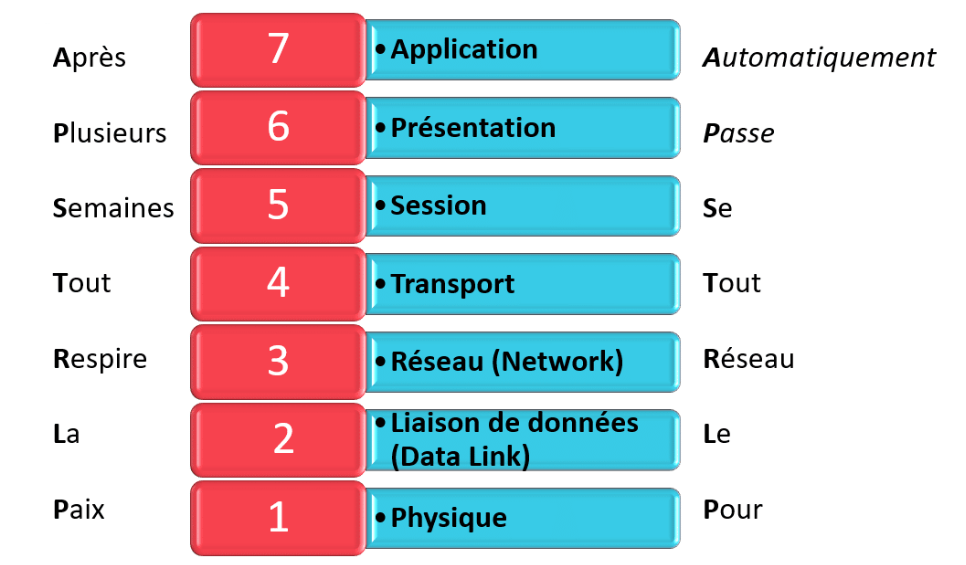 Après 7 • Application Automatiquement
Plusieurs 6 • Présentation Passe
Semaines 5 • Session Se
Tout 4 • Transport Tout
Respire 3 • Réseau (Network) Réseau
La 2 • Liaison de données
(Data Link) Le
Paix 1 • Physique Pour